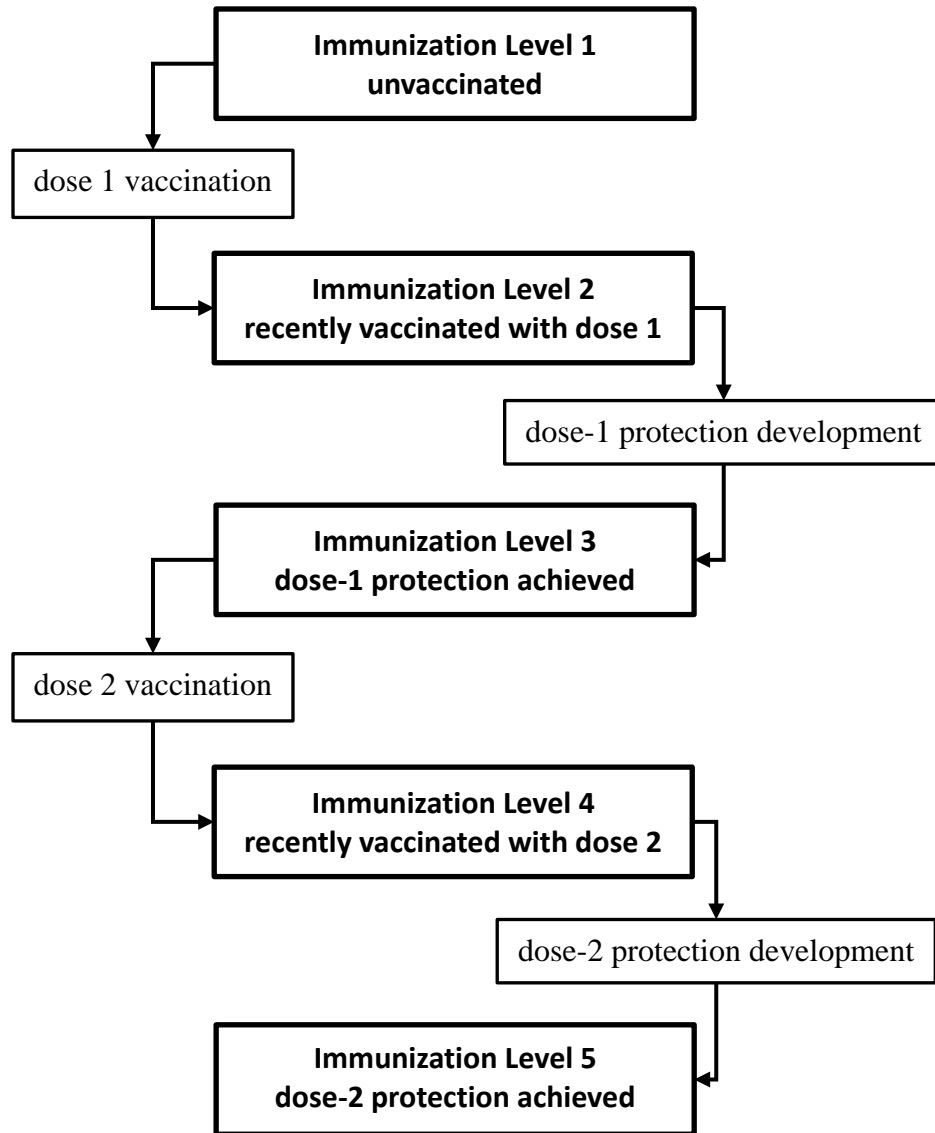 Immunization Level 1
unvaccinated
dose 1 vaccination
Immunization Level 2
recently vaccinated with dose 1
dose-1 protection development
Immunization Level 3
dose-1 protection achieved
dose 2 vaccination
Immunization Level 4
recently vaccinated with dose 2
dose-2 protection development
Immunization Level 5
dose-2 protection achieved